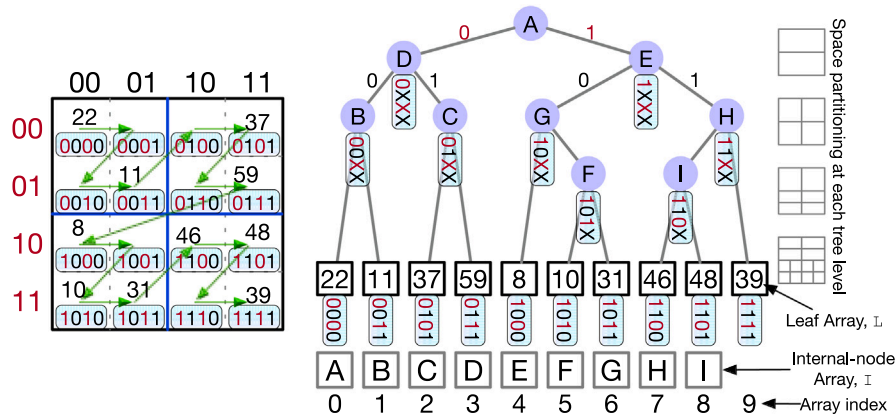 00 01 10 11
00 22 37
0000 0001 0100 0101
01 11 59
0010 0011 0110 0111
10 8 46 48
1000 1001 1100 1101
11 10 31 39
1010 1011 1110 1111
A
0 1
D E
0 1 0 1
0XXX 1XXX
B C G H
00XX 01XX 10XX 11XX
F I
101X 110X
22 11 37 59 8 10 31 46 48 39
0000 0011 0101 0111 1000 1010 1011 1100 1101 1111
Leaf Array, L
A B C D E F G H I
Internal-node
Array, I
0 1 2 3 4 5 6 7 8 9
Array index
Space partitioning at each tree level